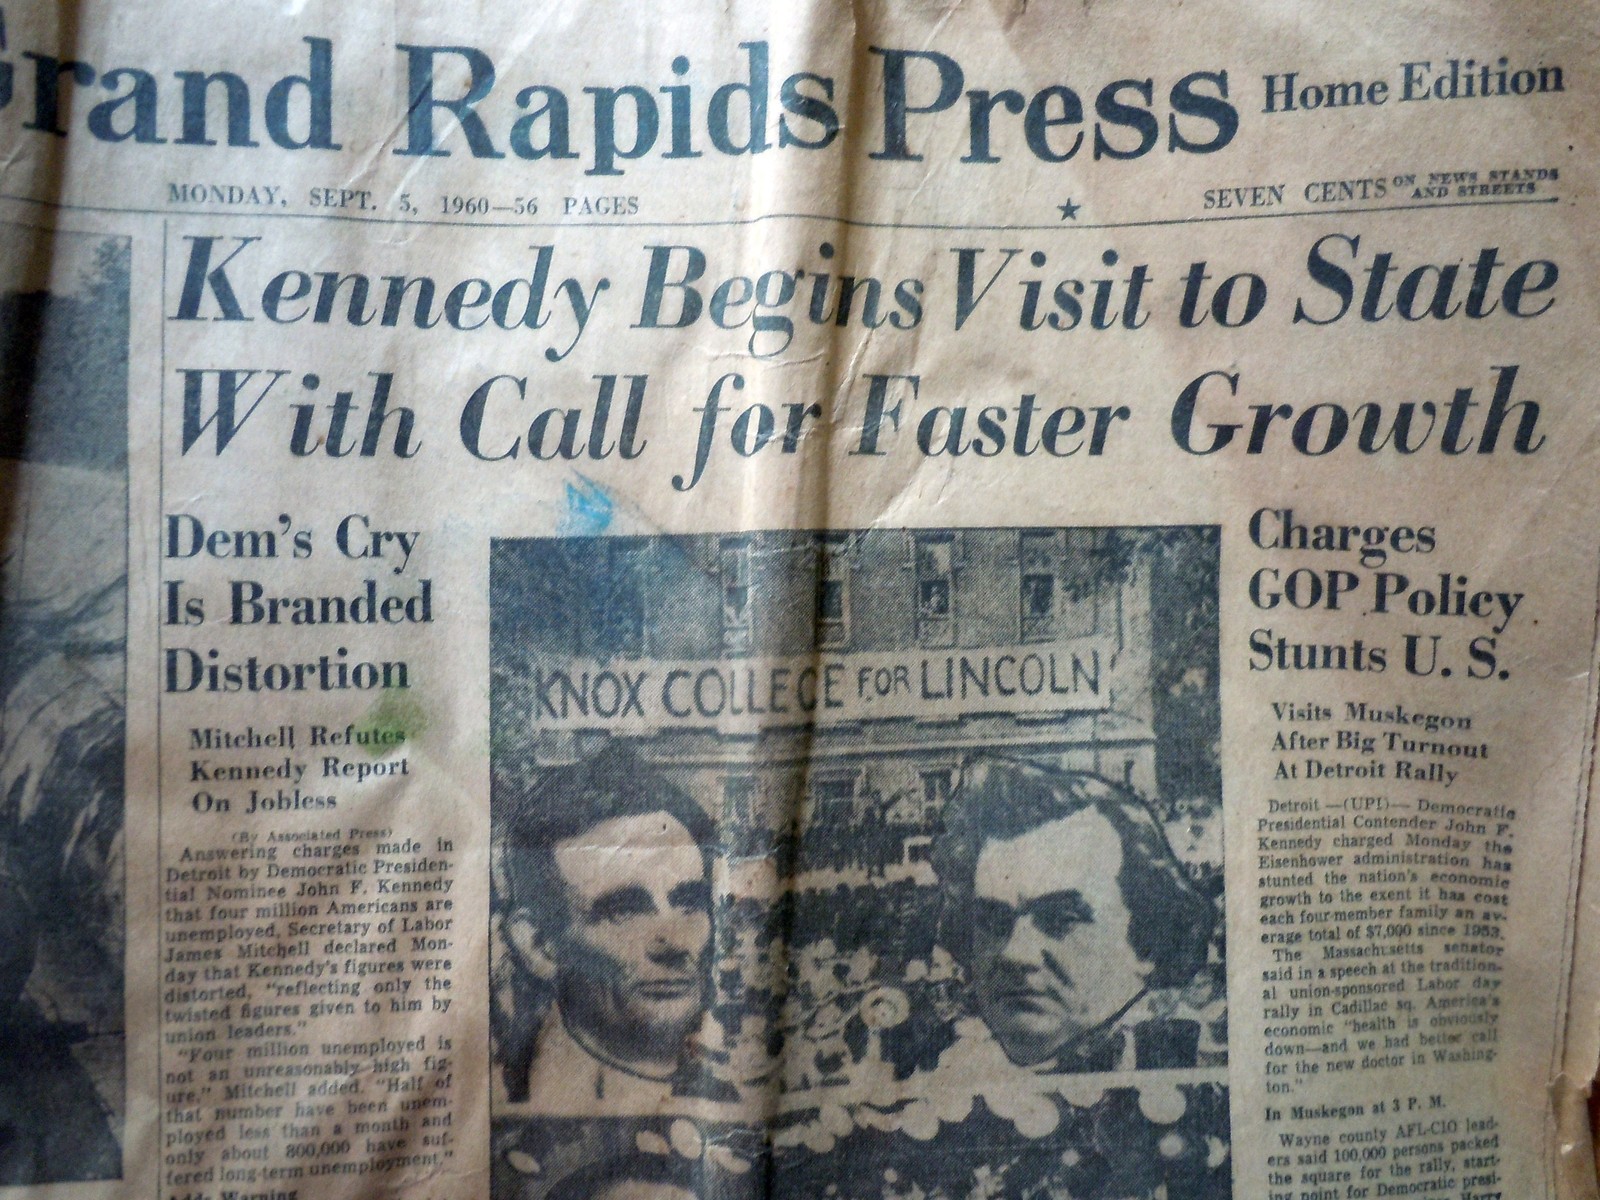 Grand Rapids Press
Home Edition
MONDAY, SEPT. 5, 1960—56 PAGES
SEVEN CENTS ON NEWS STANDS
AND STREETS
Kennedy Begins Visit to State
With Call for Faster Growth
Dem's Cry
Is Branded
Distortion
Mitchell Refutes
Kennedy Report
On Jobless
(By Associated Press)
Answering charges made in
Detroit by Democratic Presiden-
tial Nominee John F. Kennedy
that four million Americans are
unemployed, Secretary of Labor
James Mitchell declared Mon-
day that Kennedy's figures were
distorted, "reflecting only the
twisted figures given to him by
union leaders."
"Four million unemployed is
not an unreasonably high fig-
ure," Mitchell added. "Half of
that number have been unem-
ployed less than a month and
only about 800,000 have suf-
fered long-term unemployment."
Adds Warning
KNOX COLLEGE FOR LINCOLN
Charges
GOP Policy
Stunts U. S.
Visits Muskegon
After Big Turnout
At Detroit Rally
Detroit —(UPI)— Democratic
Presidential Contender John F.
Kennedy charged Monday the
Eisenhower administration has
stunted the nation's economic
growth to the exent it has cost
each four-member family an av-
erage total of $7,000 since 1953.
The Massachusetts senator
said in a speech at the tradition-
al union-sponsored Labor day
rally in Cadillac sq. America's
economic "health is obviously
down—and we had better call
for the new doctor in Washing-
ton."
In Muskegon at 3 P. M.
Wayne county AFL-CIO lead-
ers said 100,000 persons packed
the square for the rally, start-
ing point for Democratic presi-